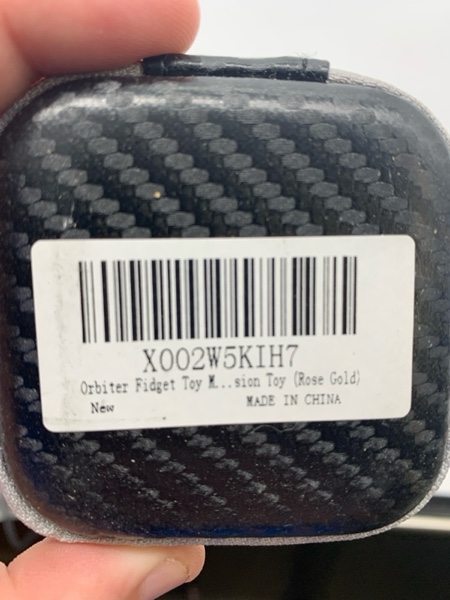 X002W5KIH7
Orbiter Fidget Toy M...sion Toy (Rose Gold)
New MADE IN CHINA